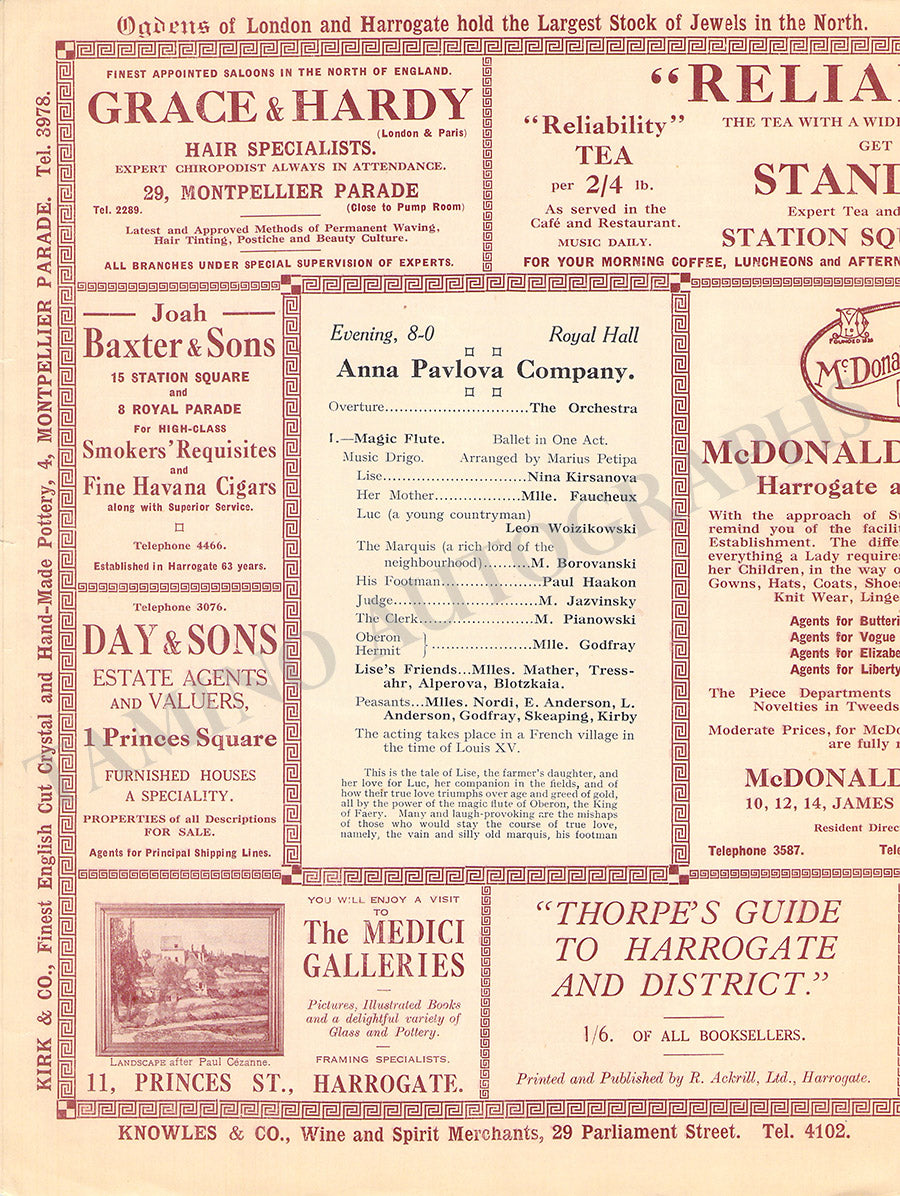 Ogdens of London and Harrogate hold the Largest Stock of Jewels in the North.
KIRK & CO., Finest English Cut Crystal and Hand-Made Pottery, 4, MONTPELLIER PARADE. Tel. 3978.
FINEST APPOINTED SALOONS IN THE NORTH OF ENGLAND.
GRACE & HARDY
(London & Paris)
HAIR SPECIALISTS.
EXPERT CHIROPODIST ALWAYS IN ATTENDANCE.
29, MONTPELLIER PARADE
Tel. 2289. (Close to Pump Room)
Latest and Approved Methods of Permanent Waving,
Hair Tinting, Postiche and Beauty Culture.
ALL BRANCHES UNDER SPECIAL SUPERVISION OF EXPERTS.
"RELIA
"Reliability"
TEA
per 2/4 lb.
As served in the
Café and Restaurant.
MUSIC DAILY.
THE TEA WITH A WIDE
GET
STAND
Expert Tea and
STATION SQU
FOR YOUR MORNING COFFEE, LUNCHEONS and AFTERN
Joah
Baxter & Sons
15 STATION SQUARE
and
8 ROYAL PARADE
For HIGH-CLASS
Smokers' Requisites
and
Fine Havana Cigars
along with Superior Service.
Telephone 4466.
Established in Harrogate 63 years.
Telephone 3076.
DAY & SONS
ESTATE AGENTS
AND VALUERS,
1 Princes Square
FURNISHED HOUSES
A SPECIALITY.
PROPERTIES of all Descriptions
FOR SALE.
Agents for Principal Shipping Lines.
Evening, 8-0 Royal Hall
Anna Pavlova Company.
Overture............................The Orchestra
1.—Magic Flute. Ballet in One Act.
Music Drigo. Arranged by Marius Petipa
Lise............................Nina Kirsanova
Her Mother.................Mlle. Faucheux
Luc (a young countryman)
Leon Woizikowski
The Marquis (a rich lord of the
neighbourhood)..........M. Borovanski
His Footman....................Paul Haakon
Judge.............................M. Jazvinsky
The Clerk.......................M. Pianowski
Oberon
Hermit } ....................Mlle. Godfray
Lise's Friends...Mlles. Mather, Tress-
ahr, Alperova, Blotzkaia.
Peasants...Mlles. Nordi, E. Anderson, L.
Anderson, Godfray, Skeaping, Kirby
The acting takes place in a French village in
the time of Louis XV.
This is the tale of Lise, the farmer's daughter, and
her love for Luc, her companion in the fields, and of
how their true love triumphs over age and greed of gold,
all by the power of the magic flute of Oberon, the King
of Faery. Many and laugh-provoking are the mishaps
of those who would stay the course of true love,
namely, the vain and silly old marquis, his footman
FOUNDED 18
McDona
McDONALD
Harrogate a
With the approach of S
remind you of the facilit
Establishment. The diffe
everything a Lady requires
her Children, in the way o
Gowns, Hats, Coats, Shoes
Knit Wear, Linge
Agents for Butteri
Agents for Vogue
Agents for Elizabe
Agents for Liberty
The Piece Departments
Novelties in Tweeds
Moderate Prices, for McDo
are fully r
McDONALD
10, 12, 14, JAMES
Resident Direc
Telephone 3587. Tele
LANDSCAPE after Paul Cézanne.
YOU WILL ENJOY A VISIT
TO
The MEDICI
GALLERIES
Pictures, Illustrated Books
and a delightful variety of
Glass and Pottery.
FRAMING SPECIALISTS.
11, PRINCES ST., HARROGATE.
"THORPE'S GUIDE
TO HARROGATE
AND DISTRICT."
1/6. OF ALL BOOKSELLERS.
Printed and Published by R. Ackrill, Ltd., Harrogate.
KNOWLES & CO., Wine and Spirit Merchants, 29 Parliament Street. Tel. 4102.
TAMINO AUTOGRAPHS